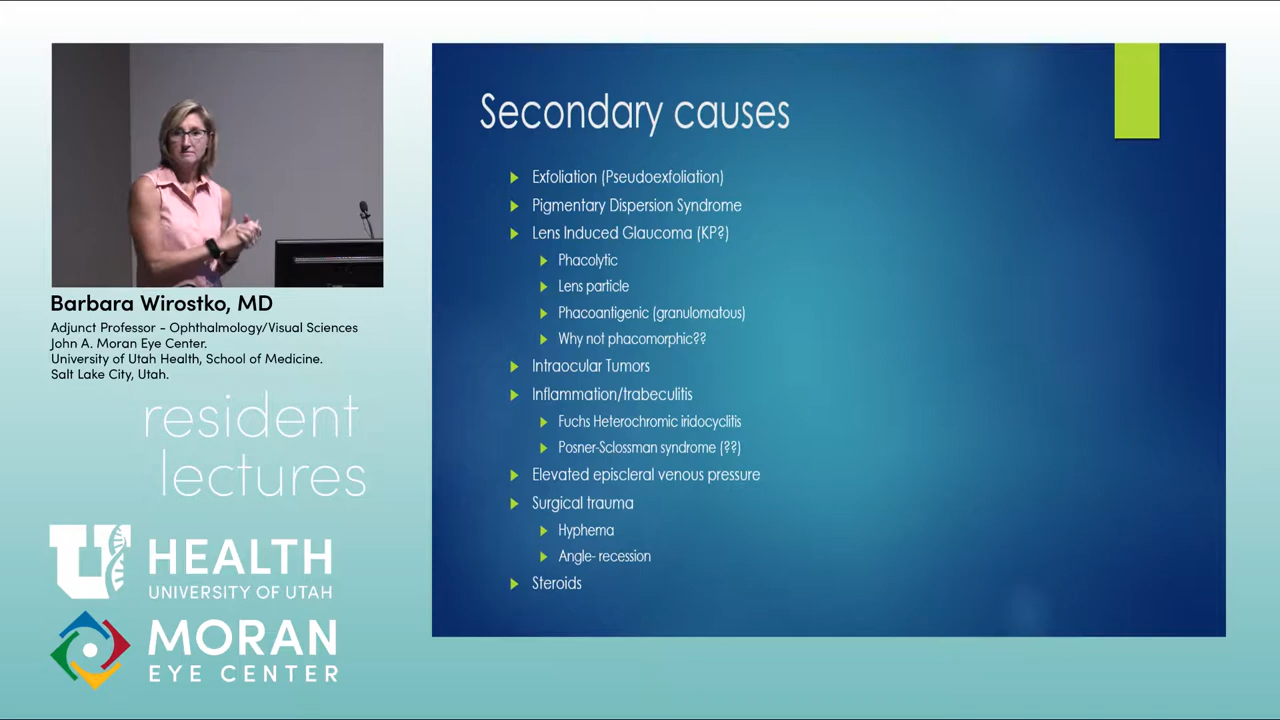 Barbara Wirostko, MD
Adjunct Professor - Ophthalmology/Visual Sciences
John A. Moran Eye Center.
University of Utah Health, School of Medicine.
Salt Lake City, Utah.
resident
lectures
U HEALTH
UNIVERSITY OF UTAH
MORAN
EYE CENTER
Secondary causes
Exfoliation (Pseudoexfoliation)
Pigmentary Dispersion Syndrome
Lens Induced Glaucoma (KP?)
Phacolytic
Lens particle
Phacoantigenic (granulomatous)
Why not phacomorphic??
Intraocular Tumors
Inflammation/trabeculitis
Fuchs Heterochromic iridocyclitis
Posner-Sclossman syndrome (??)
Elevated episcleral venous pressure
Surgical trauma
Hyphema
Angle- recession
Steroids